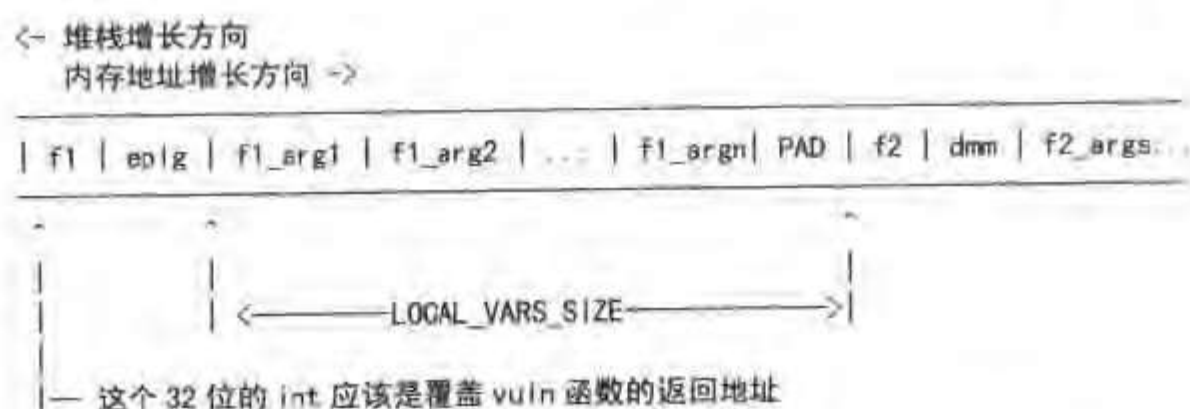 <- 堆栈增长方向
内存地址增长方向 ->
| f1 | eplg | f1_arg1 | f1_arg2 | ... | f1_argn| PAD | f2 | dmm | f2_args...
<——LOCAL_VARS_SIZE——>|
|— 这个 32 位的 int 应该是覆盖 vuln 函数的返回地址